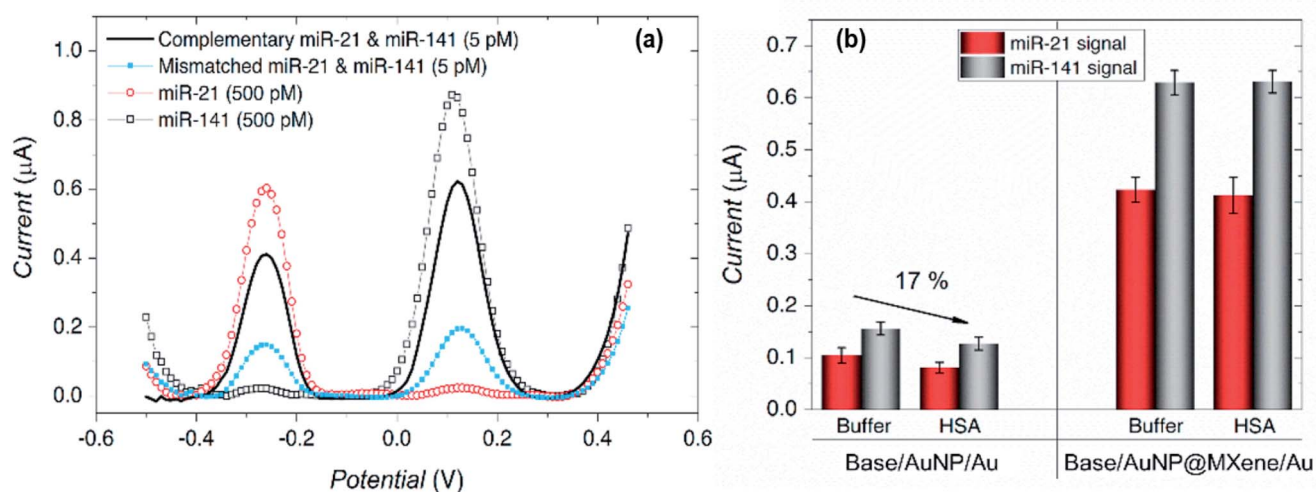 (a)
Complementary miR-21 & miR-141 (5 pM)
Mismatched miR-21 & miR-141 (5 pM)
miR-21 (500 pM)
miR-141 (500 pM)
1.0
0.8
0.6
0.4
0.2
0.0
Current (μA)
-0.6
-0.4
-0.2
0.0
0.2
0.4
0.6
Potential (V)
(b)
miR-21 signal
miR-141 signal
0.7
0.6
0.5
0.4
0.3
0.2
0.1
0.0
Current (μA)
17 %
Buffer
HSA
Buffer
HSA
Base/AuNP/Au
Base/AuNP@MXene/Au